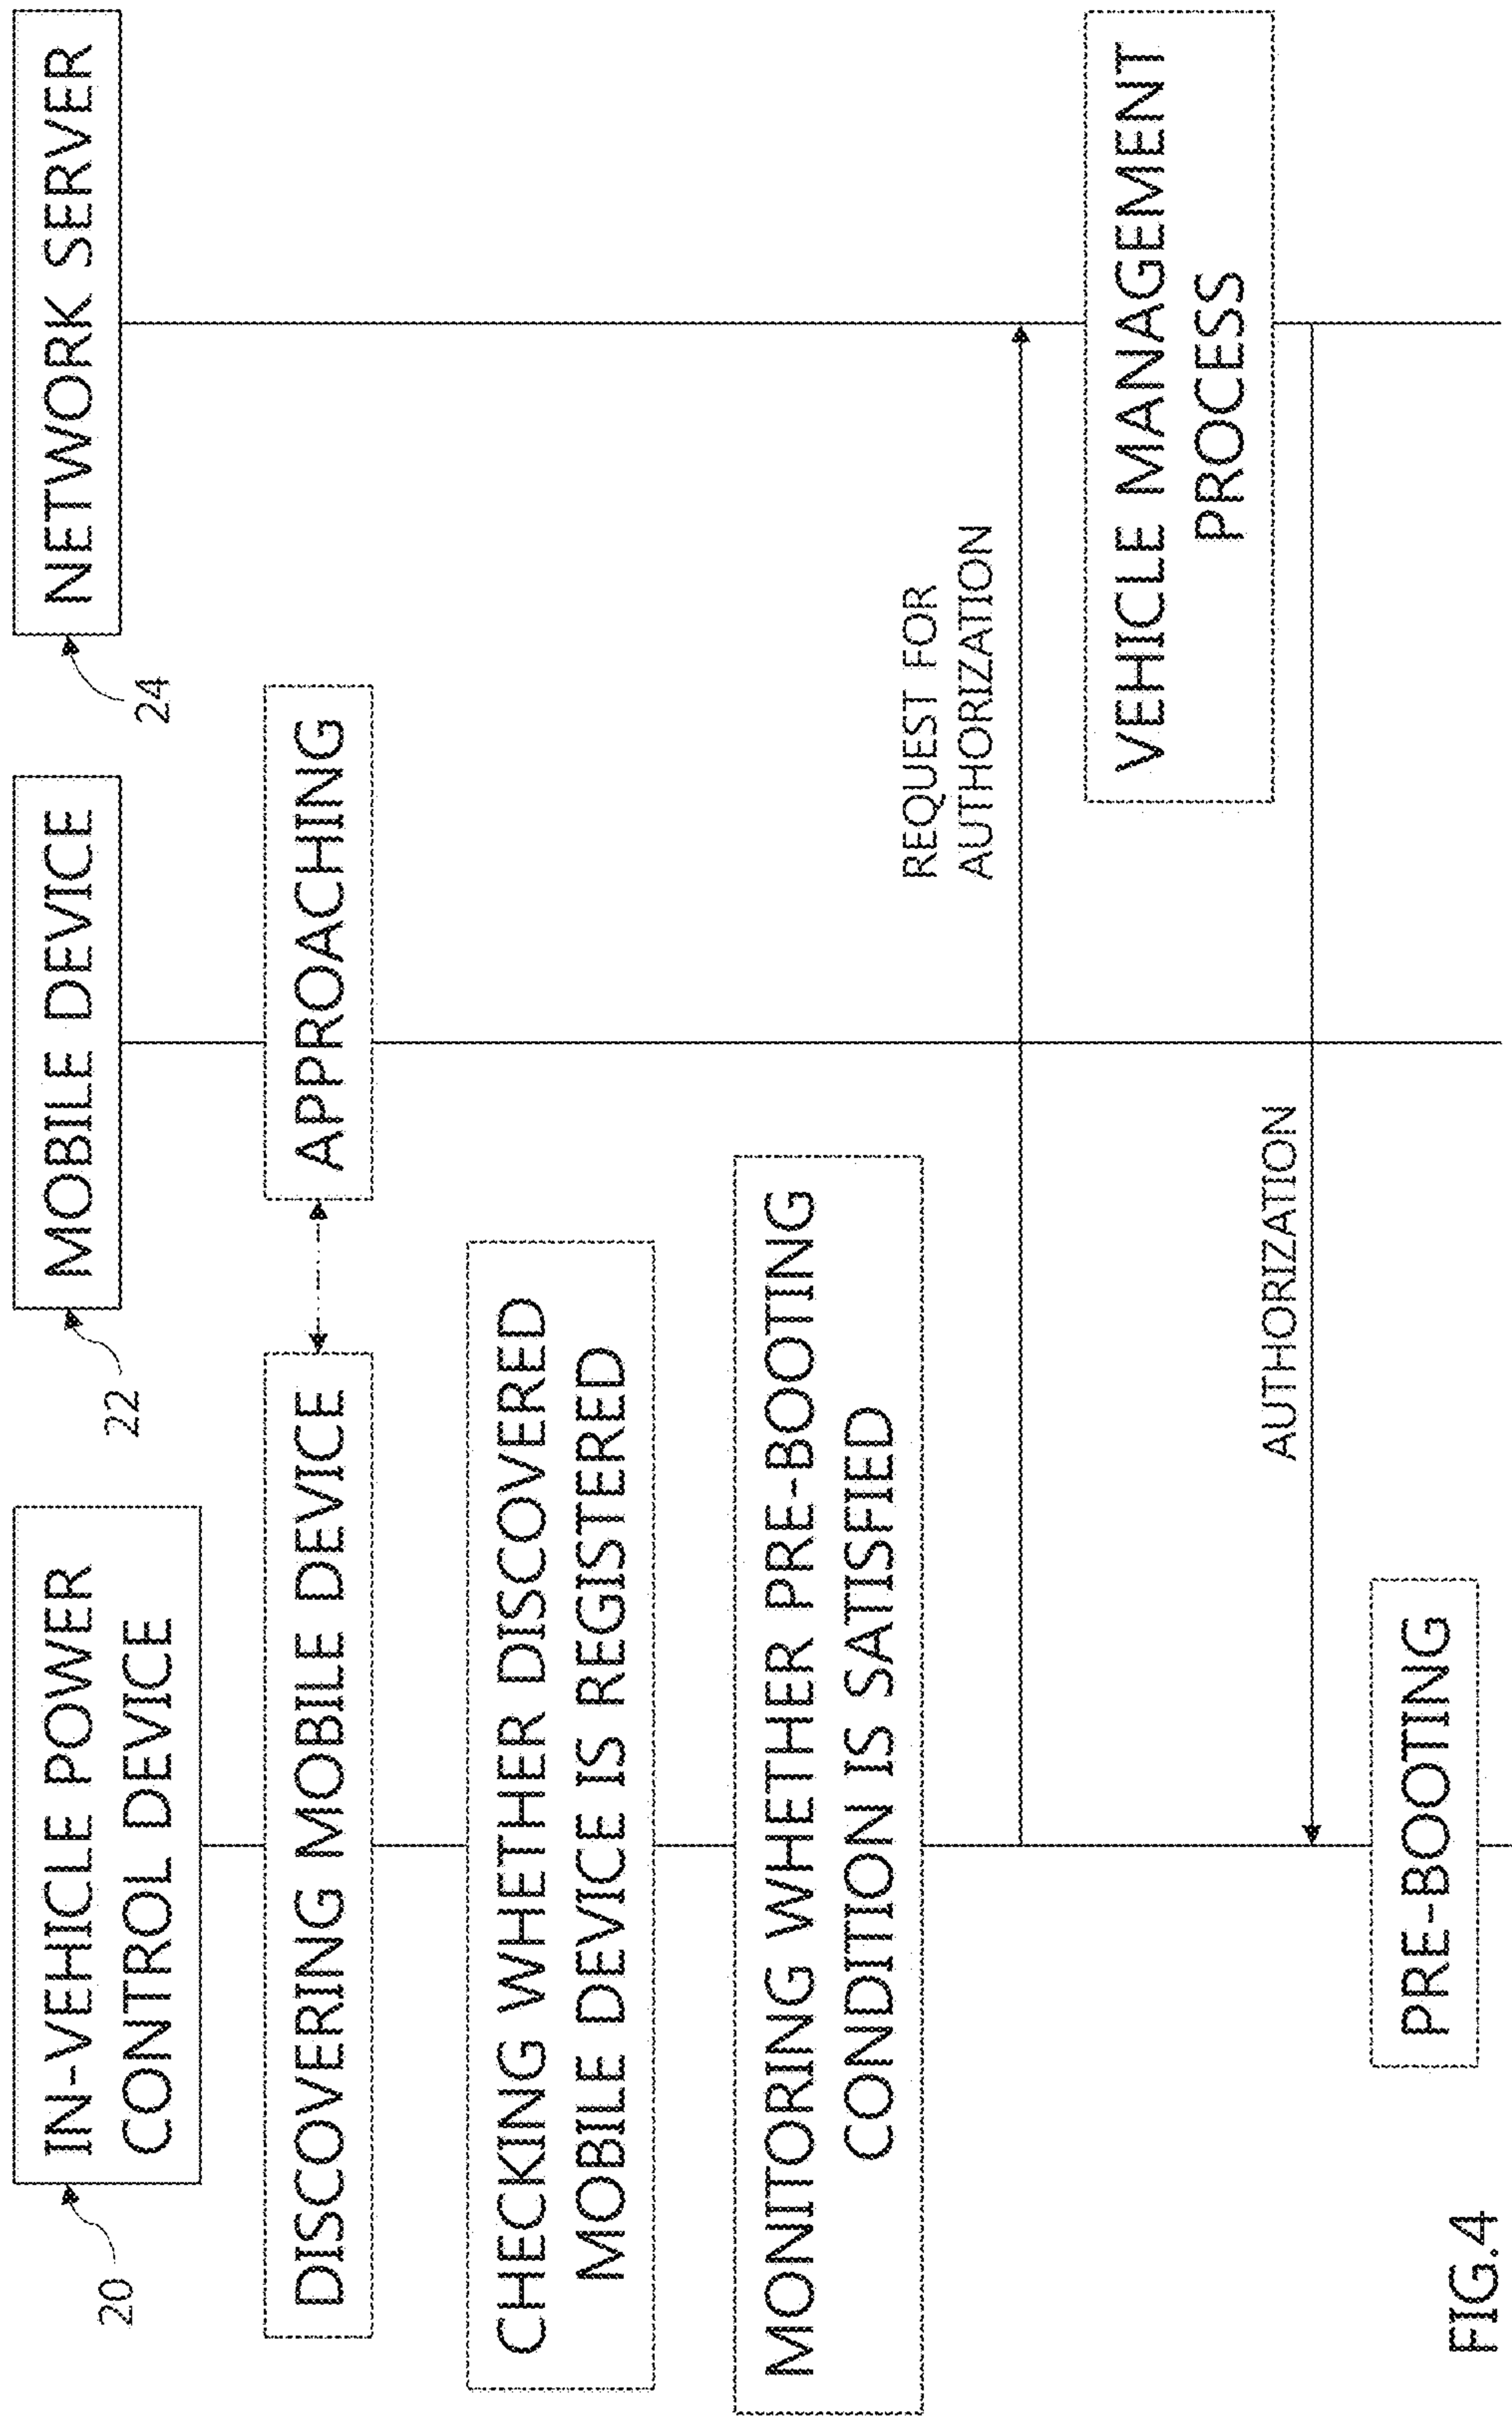 20
IN-VEHICLE POWER
CONTROL DEVICE
22
MOBILE DEVICE
24
NETWORK SERVER
DISCOVERING MOBILE DEVICE
APPROACHING
CHECKING WHETHER DISCOVERED
MOBILE DEVICE IS REGISTERED
MONITORING WHETHER PRE-BOOTING
CONDITION IS SATISFIED
REQUEST FOR
AUTHORIZATION
VEHICLE MANAGEMENT
PROCESS
AUTHORIZATION
PRE-BOOTING
FIG.4